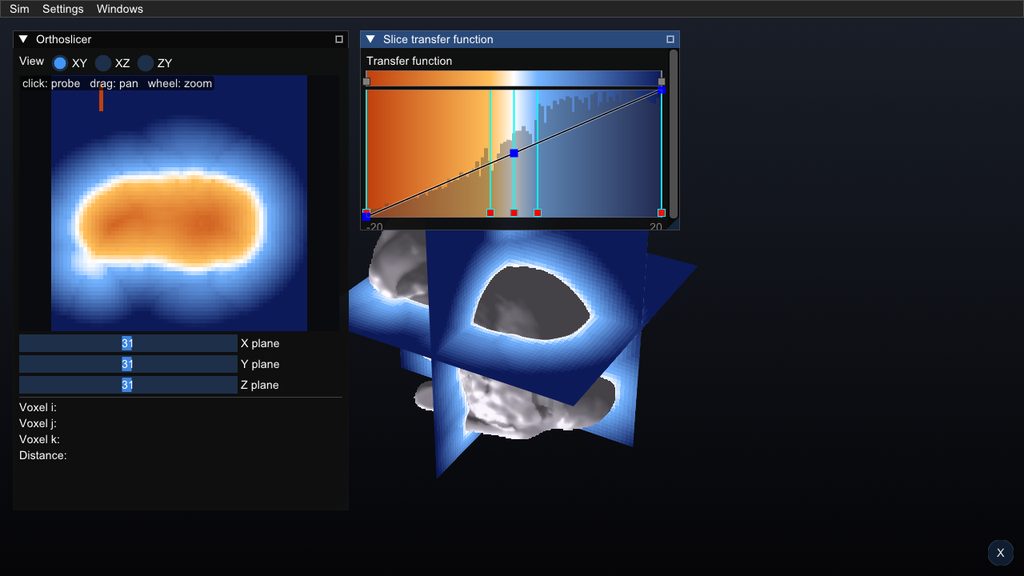 Sim Settings Windows
Orthoslicer
View XY XZ ZY
click: probe drag: pan wheel: zoom
31 X plane
31 Y plane
31 Z plane
Voxel i:
Voxel j:
Voxel k:
Distance:
Slice transfer function
Transfer function
-20 20
X